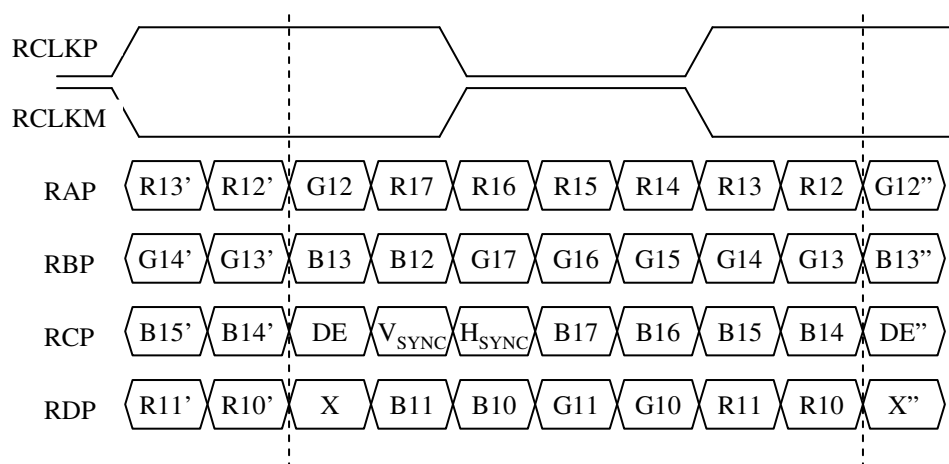 RCLKP
RCLKM
RAP R13’ R12’ G12 R17 R16 R15 R14 R13 R12 G12”
RBP G14’ G13’ B13 B12 G17 G16 G15 G14 G13 B13”
RCP B15’ B14’ DE VSYNC HSYNC B17 B16 B15 B14 DE”
RDP R11’ R10’ X B11 B10 G11 G10 R11 R10 X”